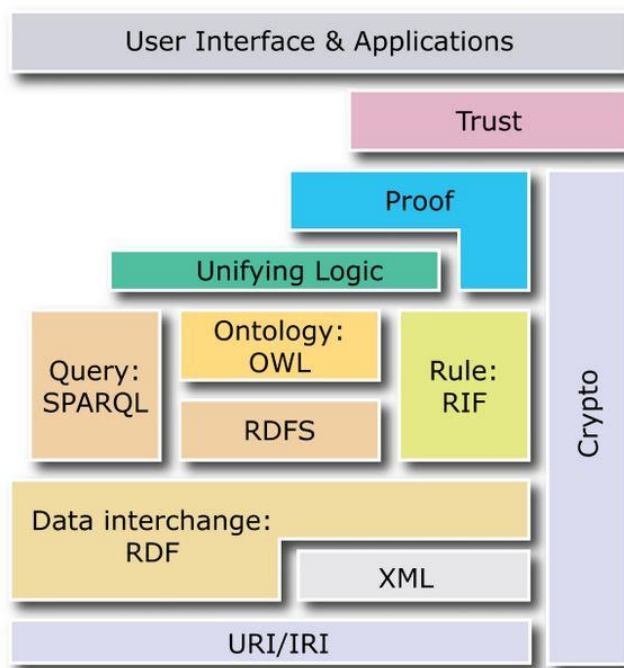 User Interface & Applications
Trust
Proof
Unifying Logic
Query:
SPARQL
Ontology:
OWL
RDFS
Rule:
RIF
Crypto
Data interchange:
RDF
XML
URI/IRI